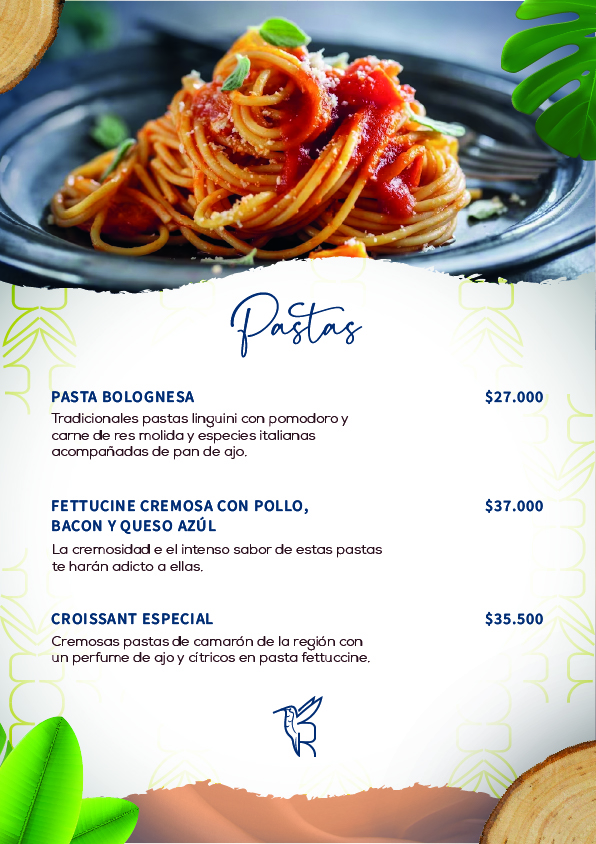 Pastas
PASTA BOLOGNESA $27.000
Tradicionales pastas linguini con pomodoro y
carne de res molida y especies italianas
acompañadas de pan de ajo.
FETTUCINE CREMOSA CON POLLO, $37.000
BACON Y QUESO AZÚL
La cremosidad e el intenso sabor de estas pastas
te harán adicto a ellas.
CROISSANT ESPECIAL $35.500
Cremosas pastas de camarón de la región con
un perfume de ajo y cítricos en pasta fettuccine.